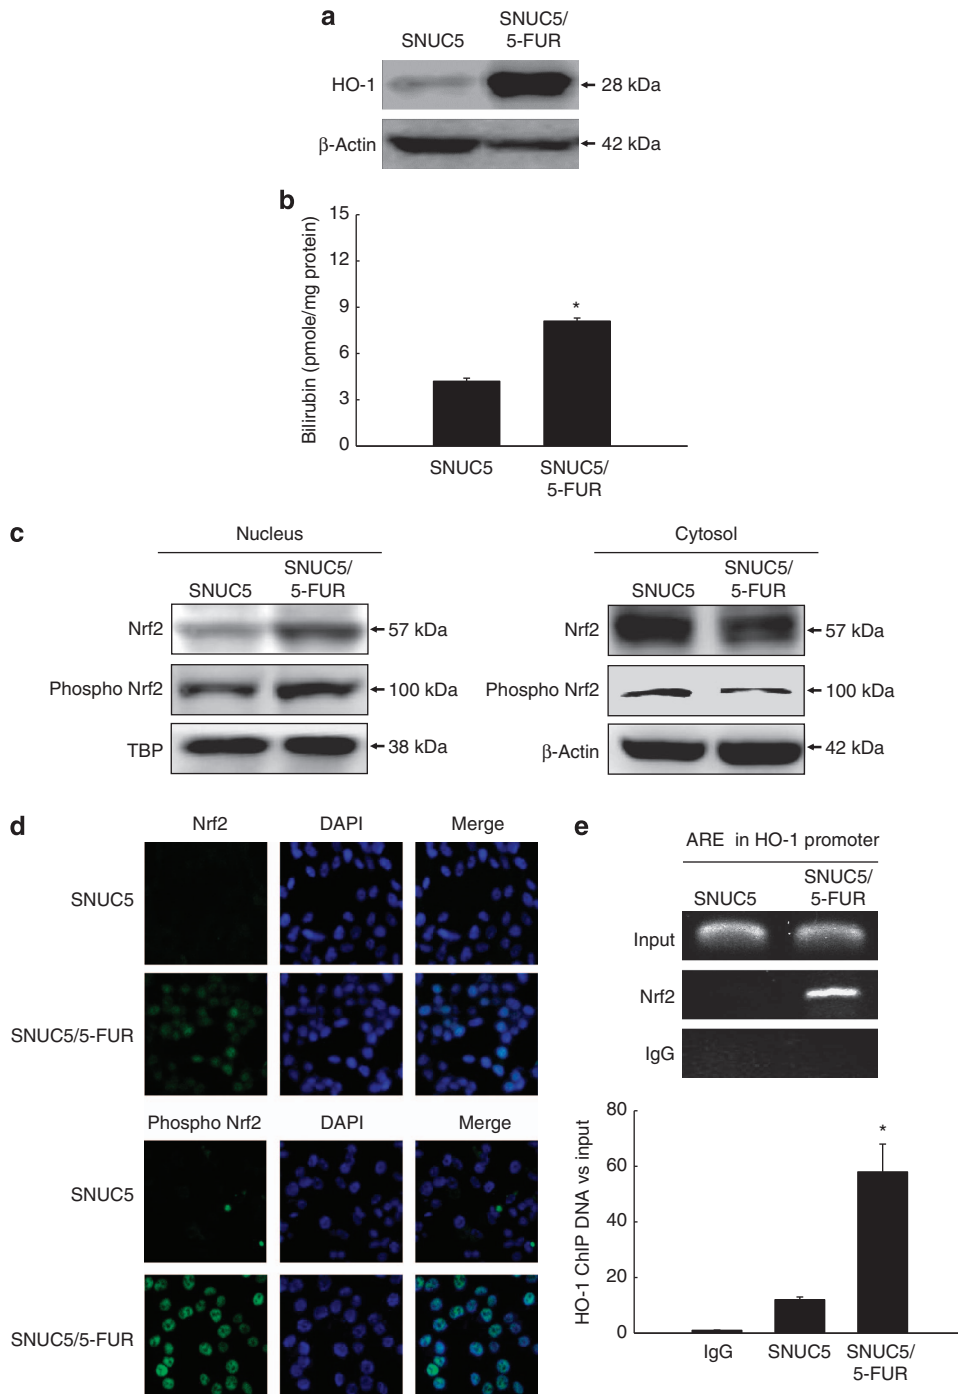 a
SNUC5
SNUC5/
5-FUR
HO-1
28 kDa
β-Actin
42 kDa
b
Bilirubin (pmole/mg protein)
15
12
9
6
3
0
*
SNUC5
SNUC5/
5-FUR
c
Nucleus
SNUC5
SNUC5/
5-FUR
Nrf2
57 kDa
Phospho Nrf2
100 kDa
TBP
38 kDa
Cytosol
SNUC5
SNUC5/
5-FUR
Nrf2
57 kDa
Phospho Nrf2
100 kDa
β-Actin
42 kDa
d
Nrf2
DAPI
Merge
SNUC5
SNUC5/5-FUR
Phospho Nrf2
DAPI
Merge
SNUC5
SNUC5/5-FUR
e
ARE in HO-1 promoter
SNUC5
SNUC5/
5-FUR
Input
Nrf2
IgG
HO-1 ChIP DNA vs input
80
60
40
20
0
*
IgG
SNUC5
SNUC5/
5-FUR